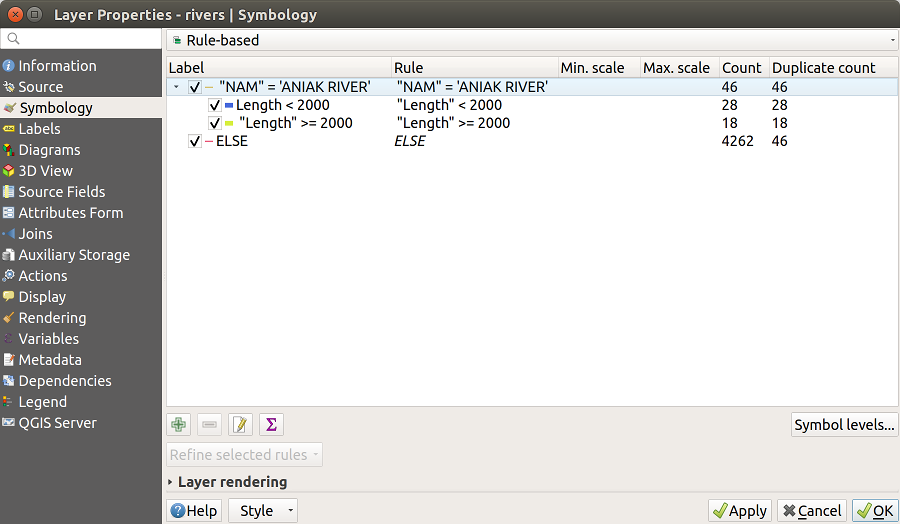 Layer Properties - rivers | Symbology
Information
Source
Symbology
Labels
Diagrams
3D View
Source Fields
Attributes Form
Joins
Auxiliary Storage
Actions
Display
Rendering
Variables
Metadata
Dependencies
Legend
QGIS Server
Rule-based
Label Rule Min. scale Max. scale Count Duplicate count
"NAM" = 'ANIAK RIVER' "NAM" = 'ANIAK RIVER' 46 46
Length < 2000 "Length" < 2000 28 28
"Length" >= 2000 "Length" >= 2000 18 18
ELSE ELSE 4262 46
Σ Symbol levels...
Refine selected rules
Layer rendering
Help Style Apply Cancel OK